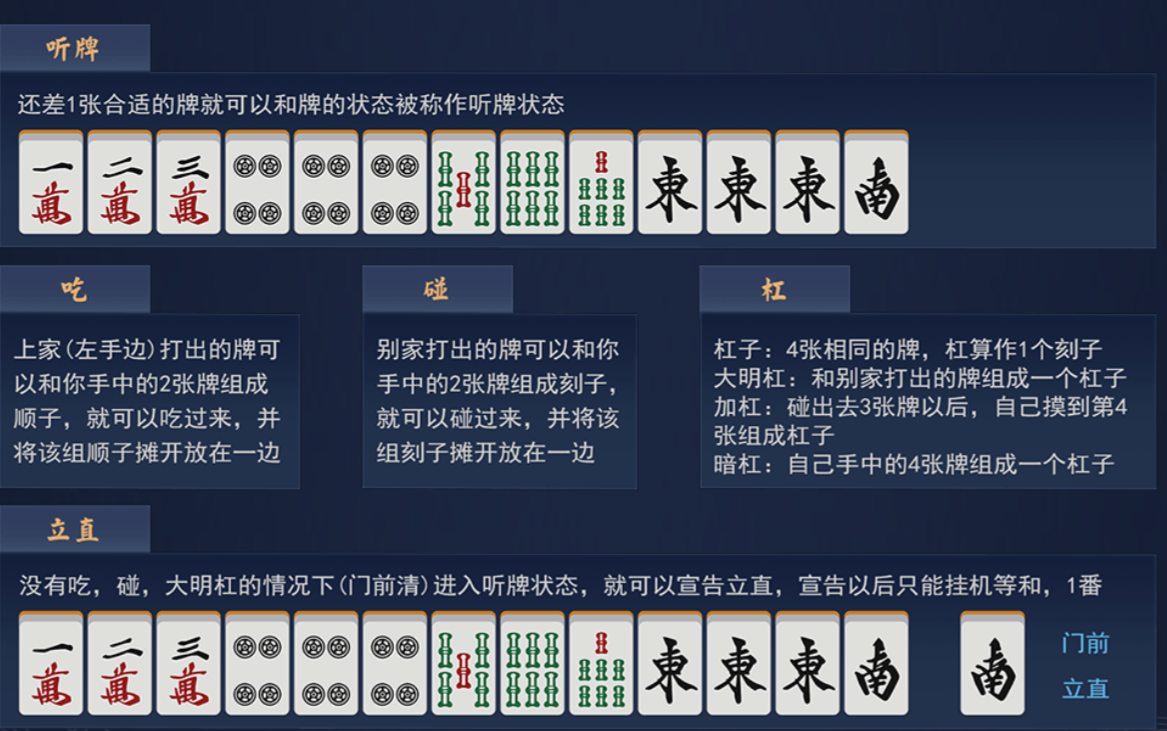 听牌
还差1张合适的牌就可以和牌的状态被称作听牌状态
一 二 三 東 東 東 南
萬 萬 萬
吃
上家(左手边)打出的牌可
以和你手中的2张牌组成
顺子，就可以吃过来，并
将该组顺子摊开放在一边
碰
别家打出的牌可以和你
手中的2张牌组成刻子，
就可以碰过来，并将该
组刻子摊开放在一边
杠
杠子：4张相同的牌，杠算作1个刻子
大明杠：和别家打出的牌组成一个杠子
加杠：碰出去3张牌以后，自己摸到第4
张组成杠子
暗杠：自己手中的4张牌组成一个杠子
立直
没有吃，碰，大明杠的情况下(门前清)进入听牌状态，就可以宣告立直，宣告以后只能挂机等和，1番
一 二 三 東 東 東 南 南
萬 萬 萬
门前
立直